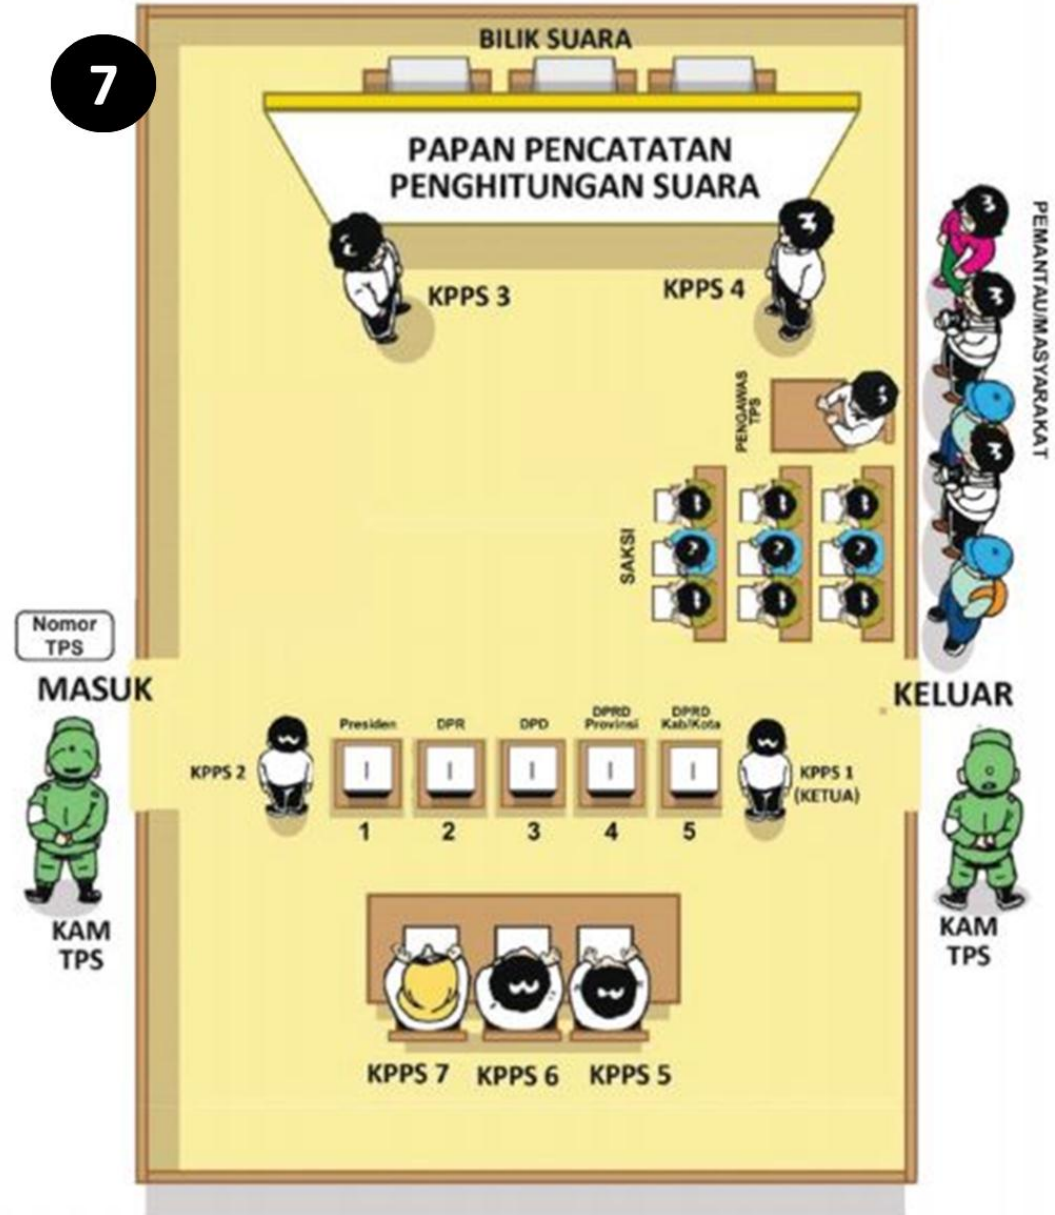 7
BILIK SUARA
PAPAN PENCATATAN
PENGHITUNGAN SUARA
KPPS 3
KPPS 4
PEMANTAU/MASYARAKAT
PENGAWAS
TPS
SAKSI
Nomor
TPS
MASUK
KELUAR
Presiden
DPR
DPD
DPRD
Provinsi
DPRD
Kab/Kota
KPPS 2
KPPS 1
(KETUA)
1
2
3
4
5
KAM
TPS
KAM
TPS
KPPS 7
KPPS 6
KPPS 5